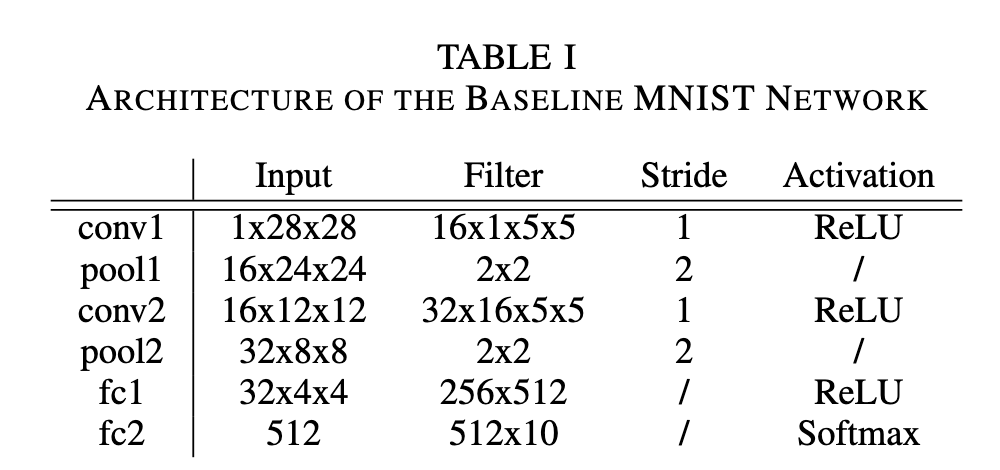 TABLE I
ARCHITECTURE OF THE BASELINE MNIST NETWORK
Input Filter Stride Activation
conv1 1x28x28 16x1x5x5 1 ReLU
pool1 16x24x24 2x2 2 /
conv2 16x12x12 32x16x5x5 1 ReLU
pool2 32x8x8 2x2 2 /
fc1 32x4x4 256x512 / ReLU
fc2 512 512x10 / Softmax